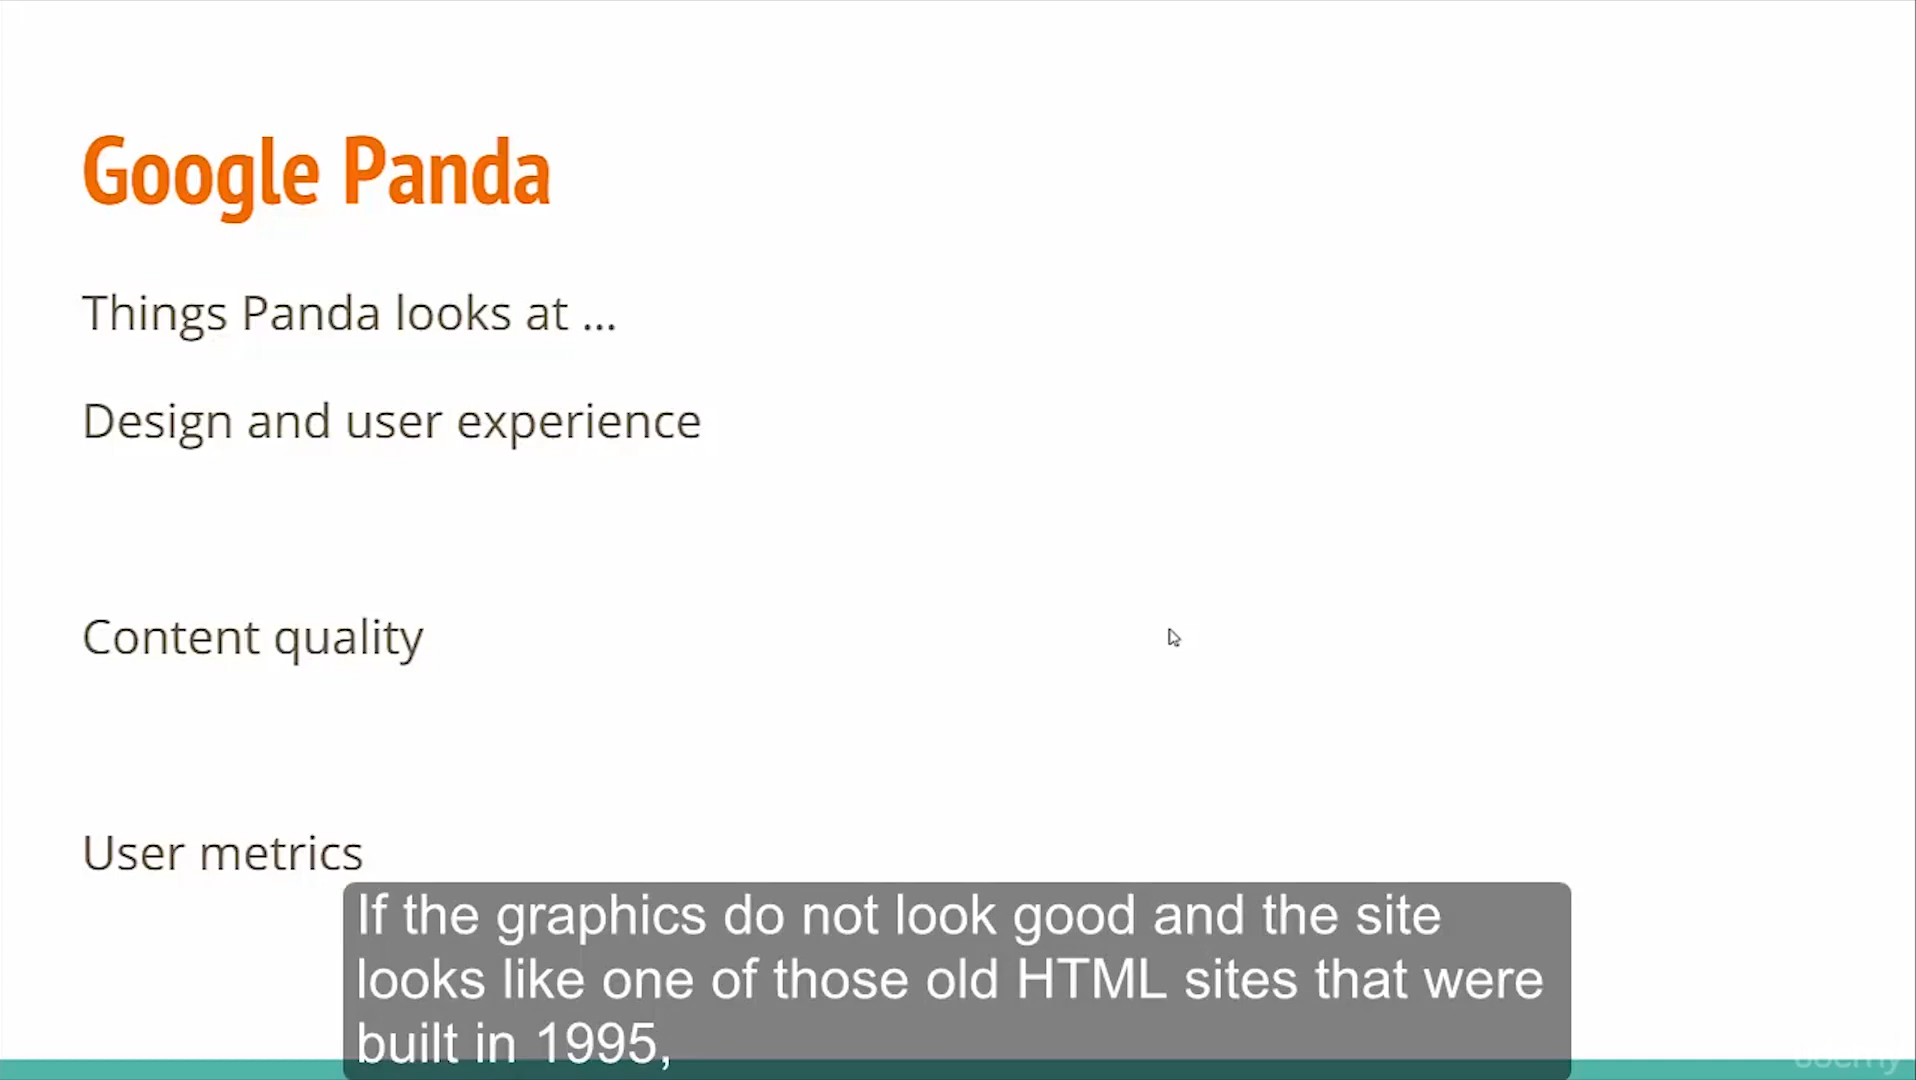 Google Panda
Things Panda looks at ...
Design and user experience
Content quality
User metrics
If the graphics do not look good and the site
looks like one of those old HTML sites that were
built in 1995,